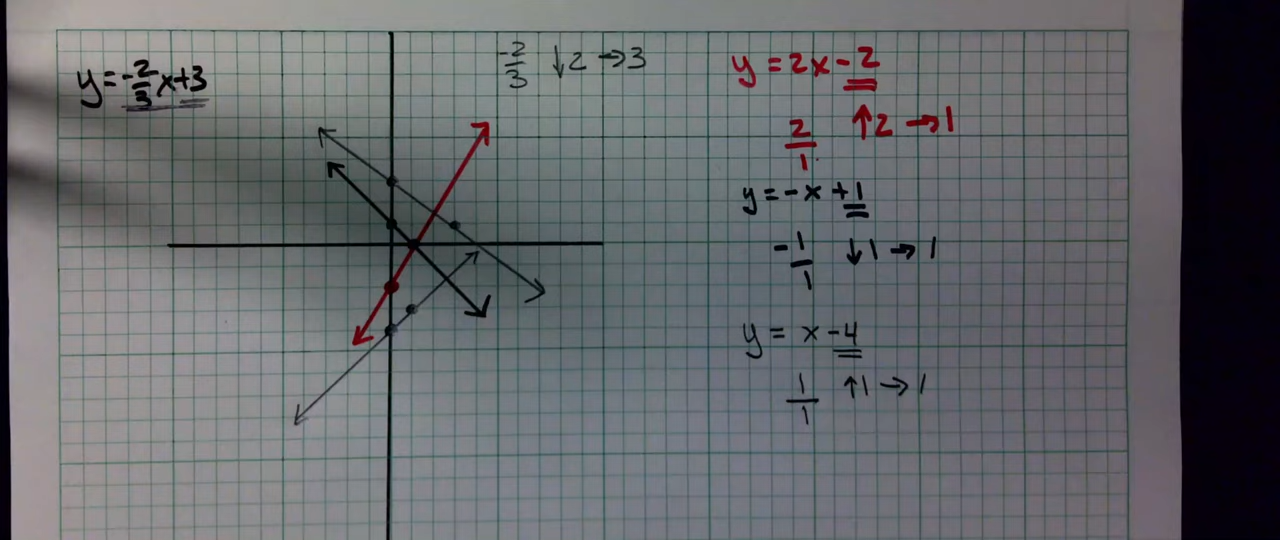 y = -2/3 x + 3
-2/3 ↓2 → 3
y = 2x - 2
2/1 ↑2 → 1
y = - x + 1
-1/1 ↓1 → 1
y = x - 4
1/1 ↑1 → 1